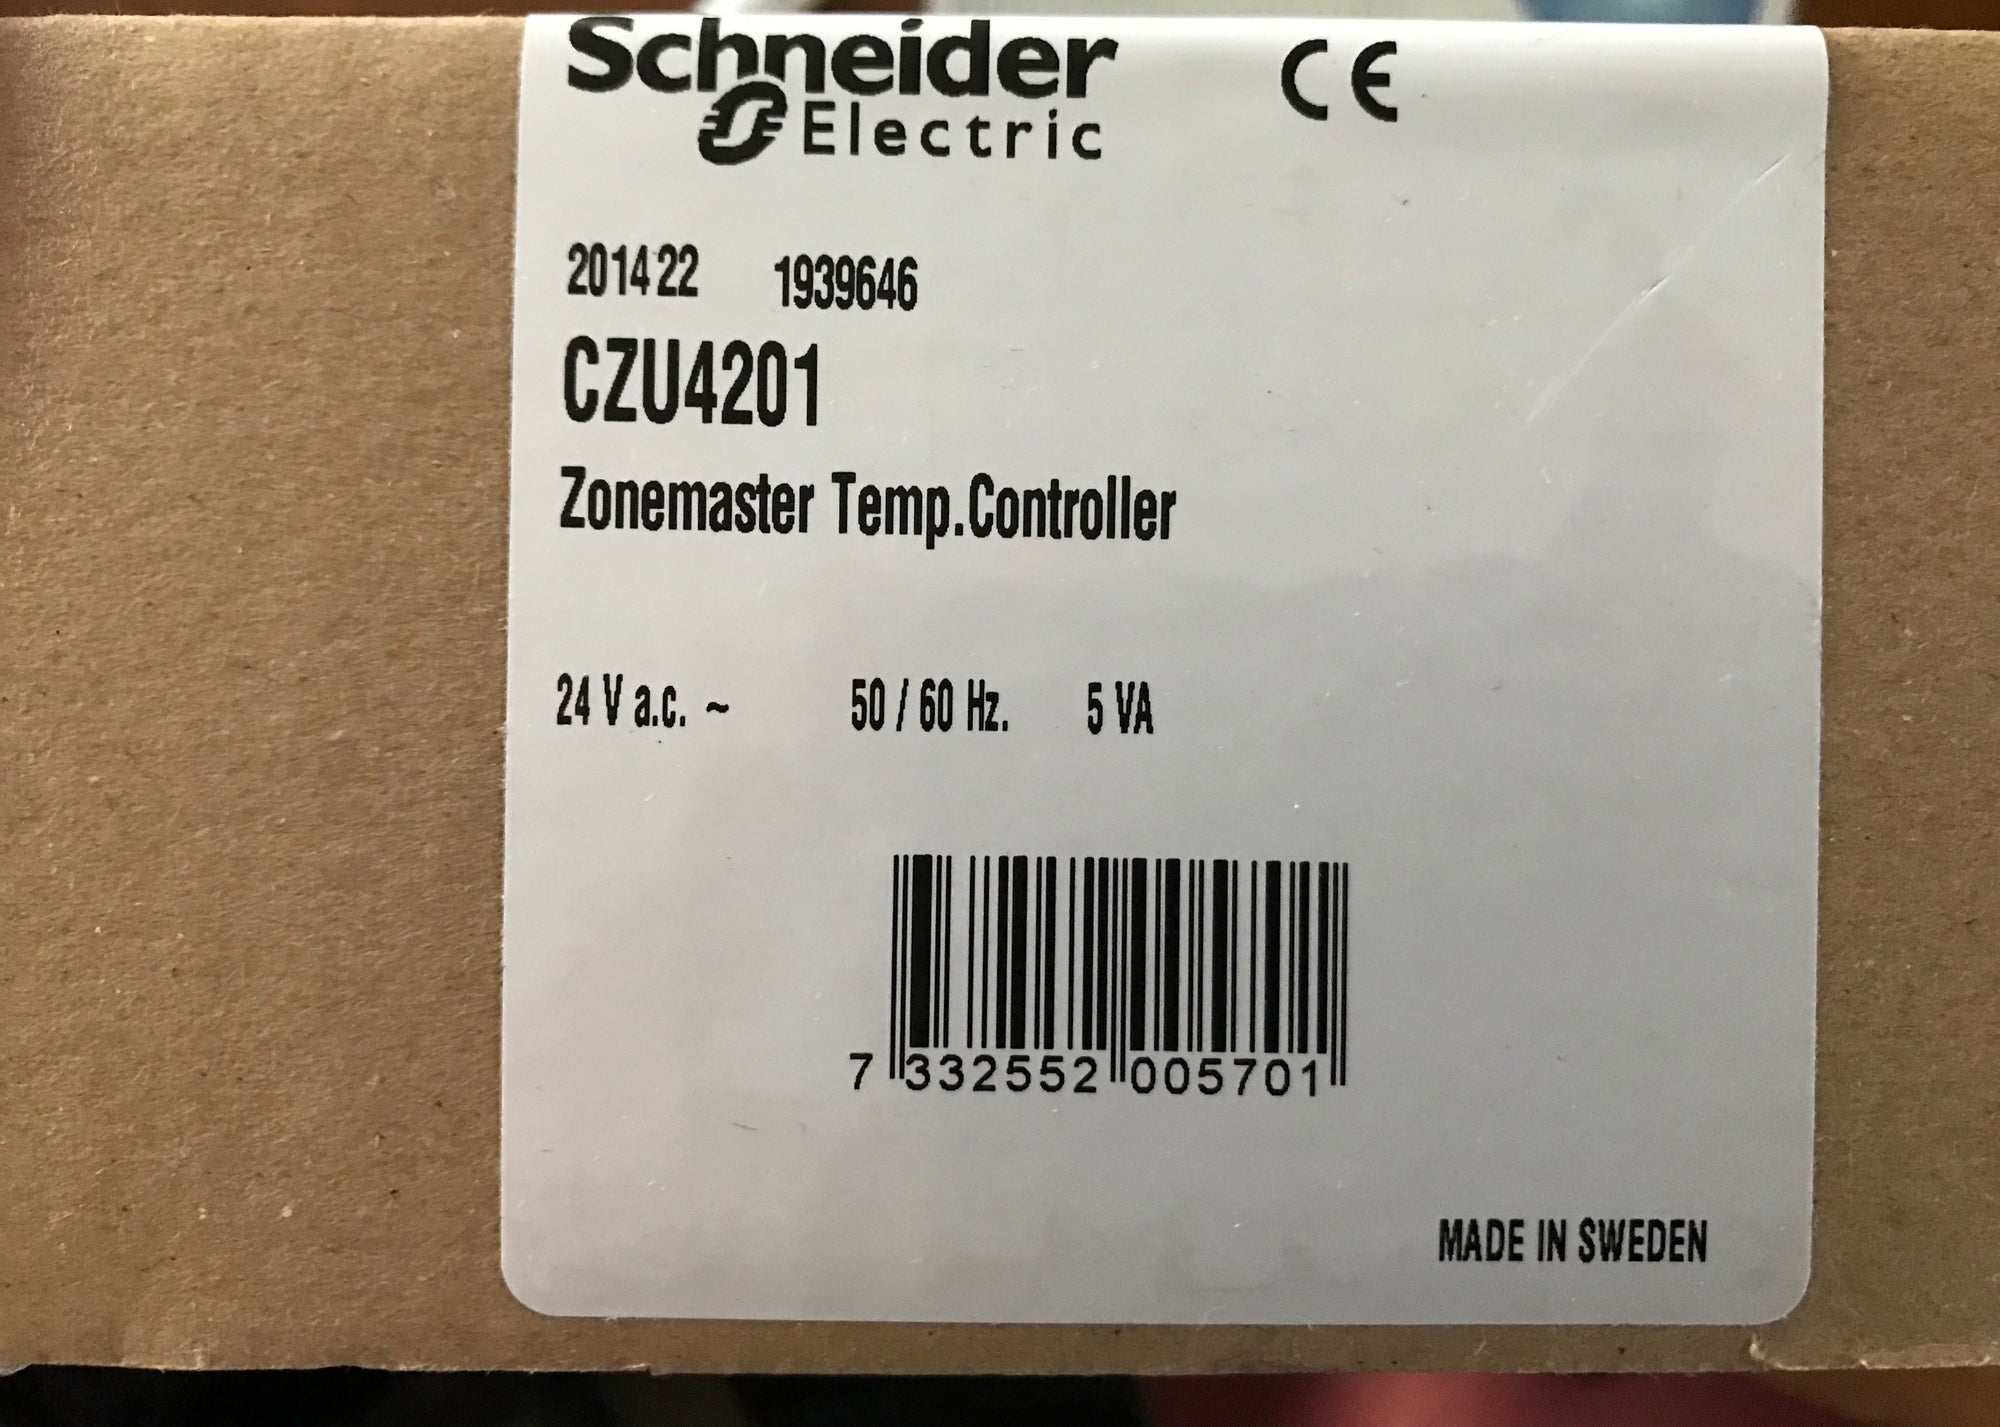 Schneider CE
Electric
201422 1939646
CZU4201
Zonemaster Temp.Controller
24 V a.c. ~ 50 / 60 Hz. 5 VA
7 332552 005701
MADE IN SWEDEN